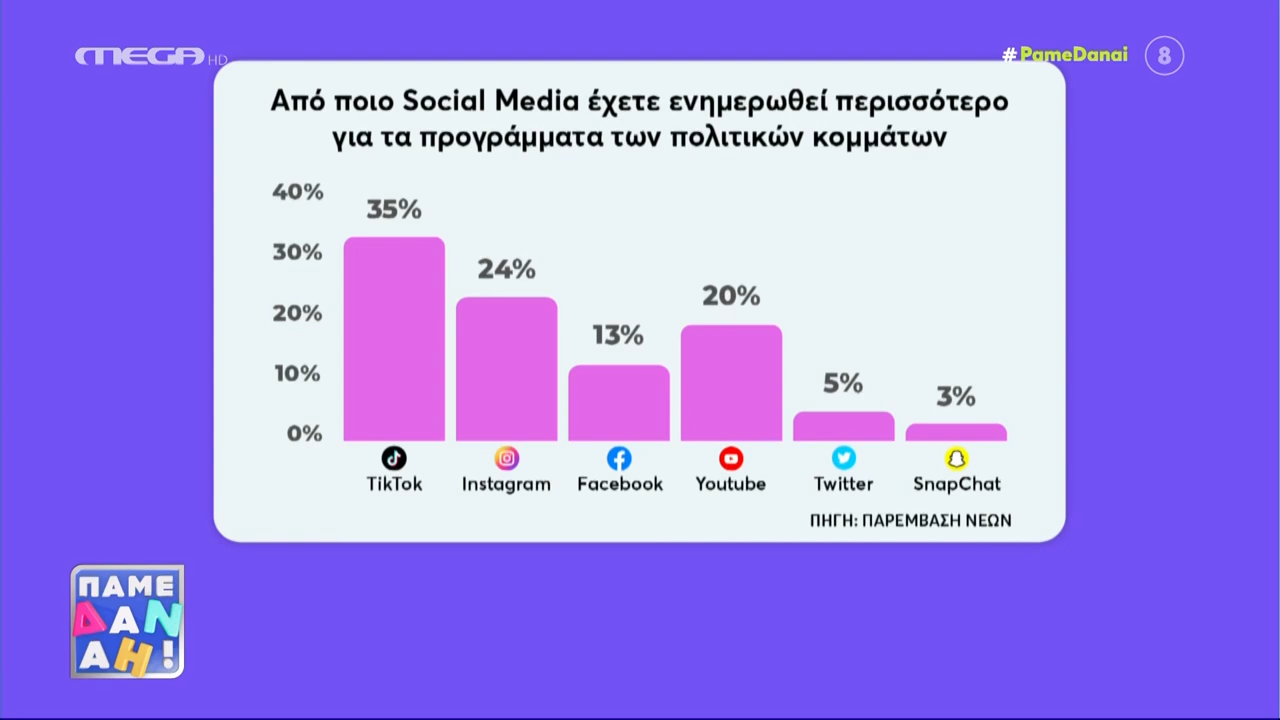 MEGA HD
#PameDanai
8
Από ποιο Social Media έχετε ενημερωθεί περισσότερο
για τα προγράμματα των πολιτικών κομμάτων
40%
30%
20%
10%
0%
35%
24%
13%
20%
5%
3%
TikTok
Instagram
Facebook
Youtube
Twitter
SnapChat
ΠΗΓΗ: ΠΑΡΕΜΒΑΣΗ ΝΕΩΝ
ΠΑΜΕ
ΔΑΝ
ΑΗ!